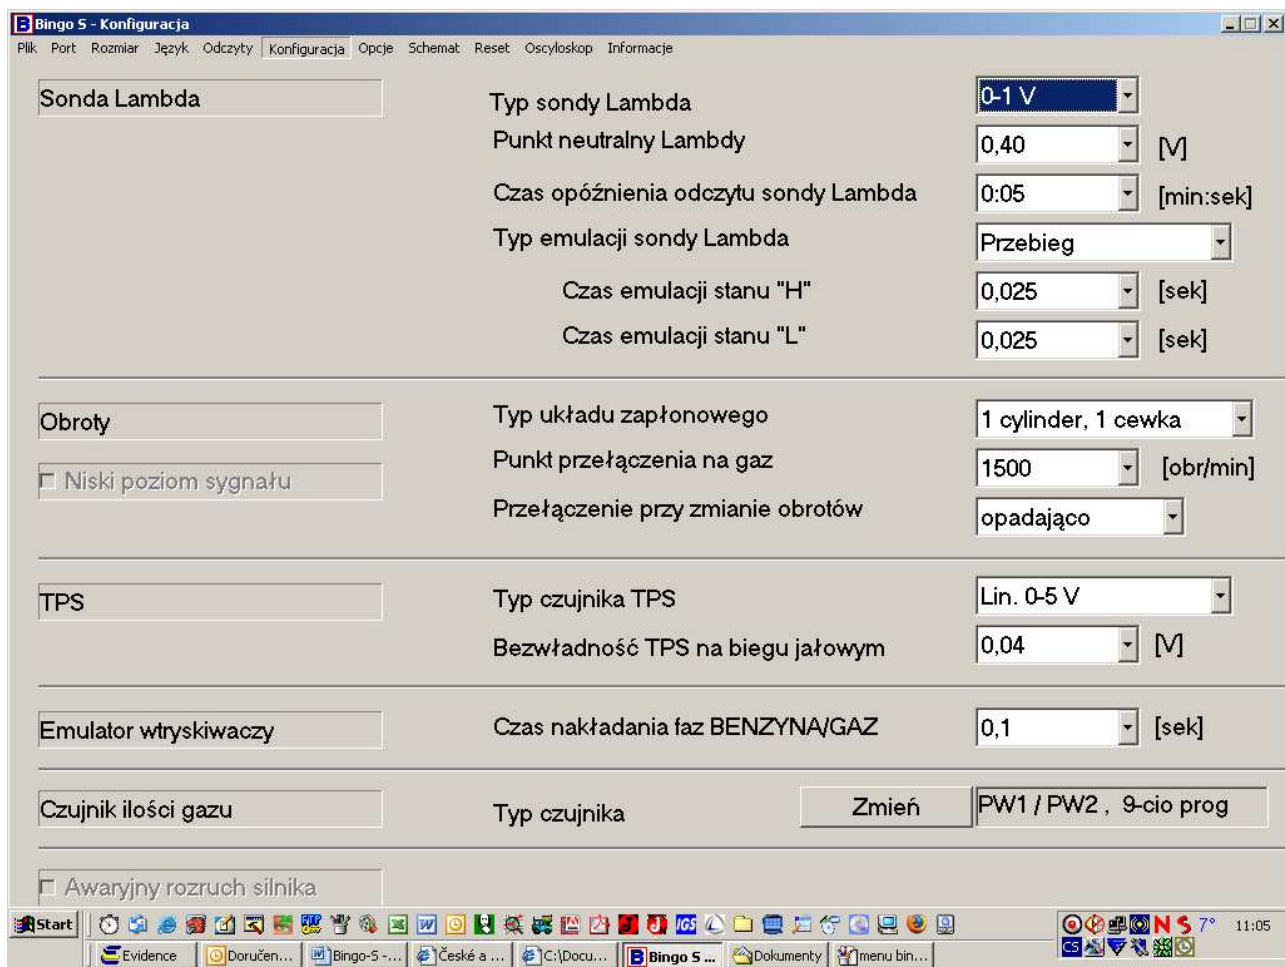 Bingo S - Konfiguracja
Plik Port Rozmiar Język Odczyty Konfiguracja Opcje Schemat Reset Oscyloskop Informacje
Sonda Lambda
Typ sondy Lambda 0-1 V
Punkt neutralny Lambdy 0,40 [V]
Czas opóźnienia odczytu sondy Lambda 0:05 [min:sek]
Typ emulacji sondy Lambda Przebieg
Czas emulacji stanu "H" 0,025 [sek]
Czas emulacji stanu "L" 0,025 [sek]
Obroty
Typ układu zapłonowego 1 cylinder, 1 cewka
Niski poziom sygnału
Punkt przełączenia na gaz 1500 [obr/min]
Przełączenie przy zmianie obrotów opadająco
TPS
Typ czujnika TPS Lin. 0-5 V
Bezwładność TPS na biegu jałowym 0,04 [V]
Emulator wtryskiwaczy Czas nakładania faz BENZYNA/GAZ 0,1 [sek]
Czujnik ilości gazu Typ czujnika Zmień PW1 / PW2 , 9-cio prog
Awaryjny rozruch silnika
Start IGS N S 7° 11:05
CS
Evidence Doručen... Bingo-S -... České a ... C:\Docu... Bingo S ... Dokumenty menu bin...